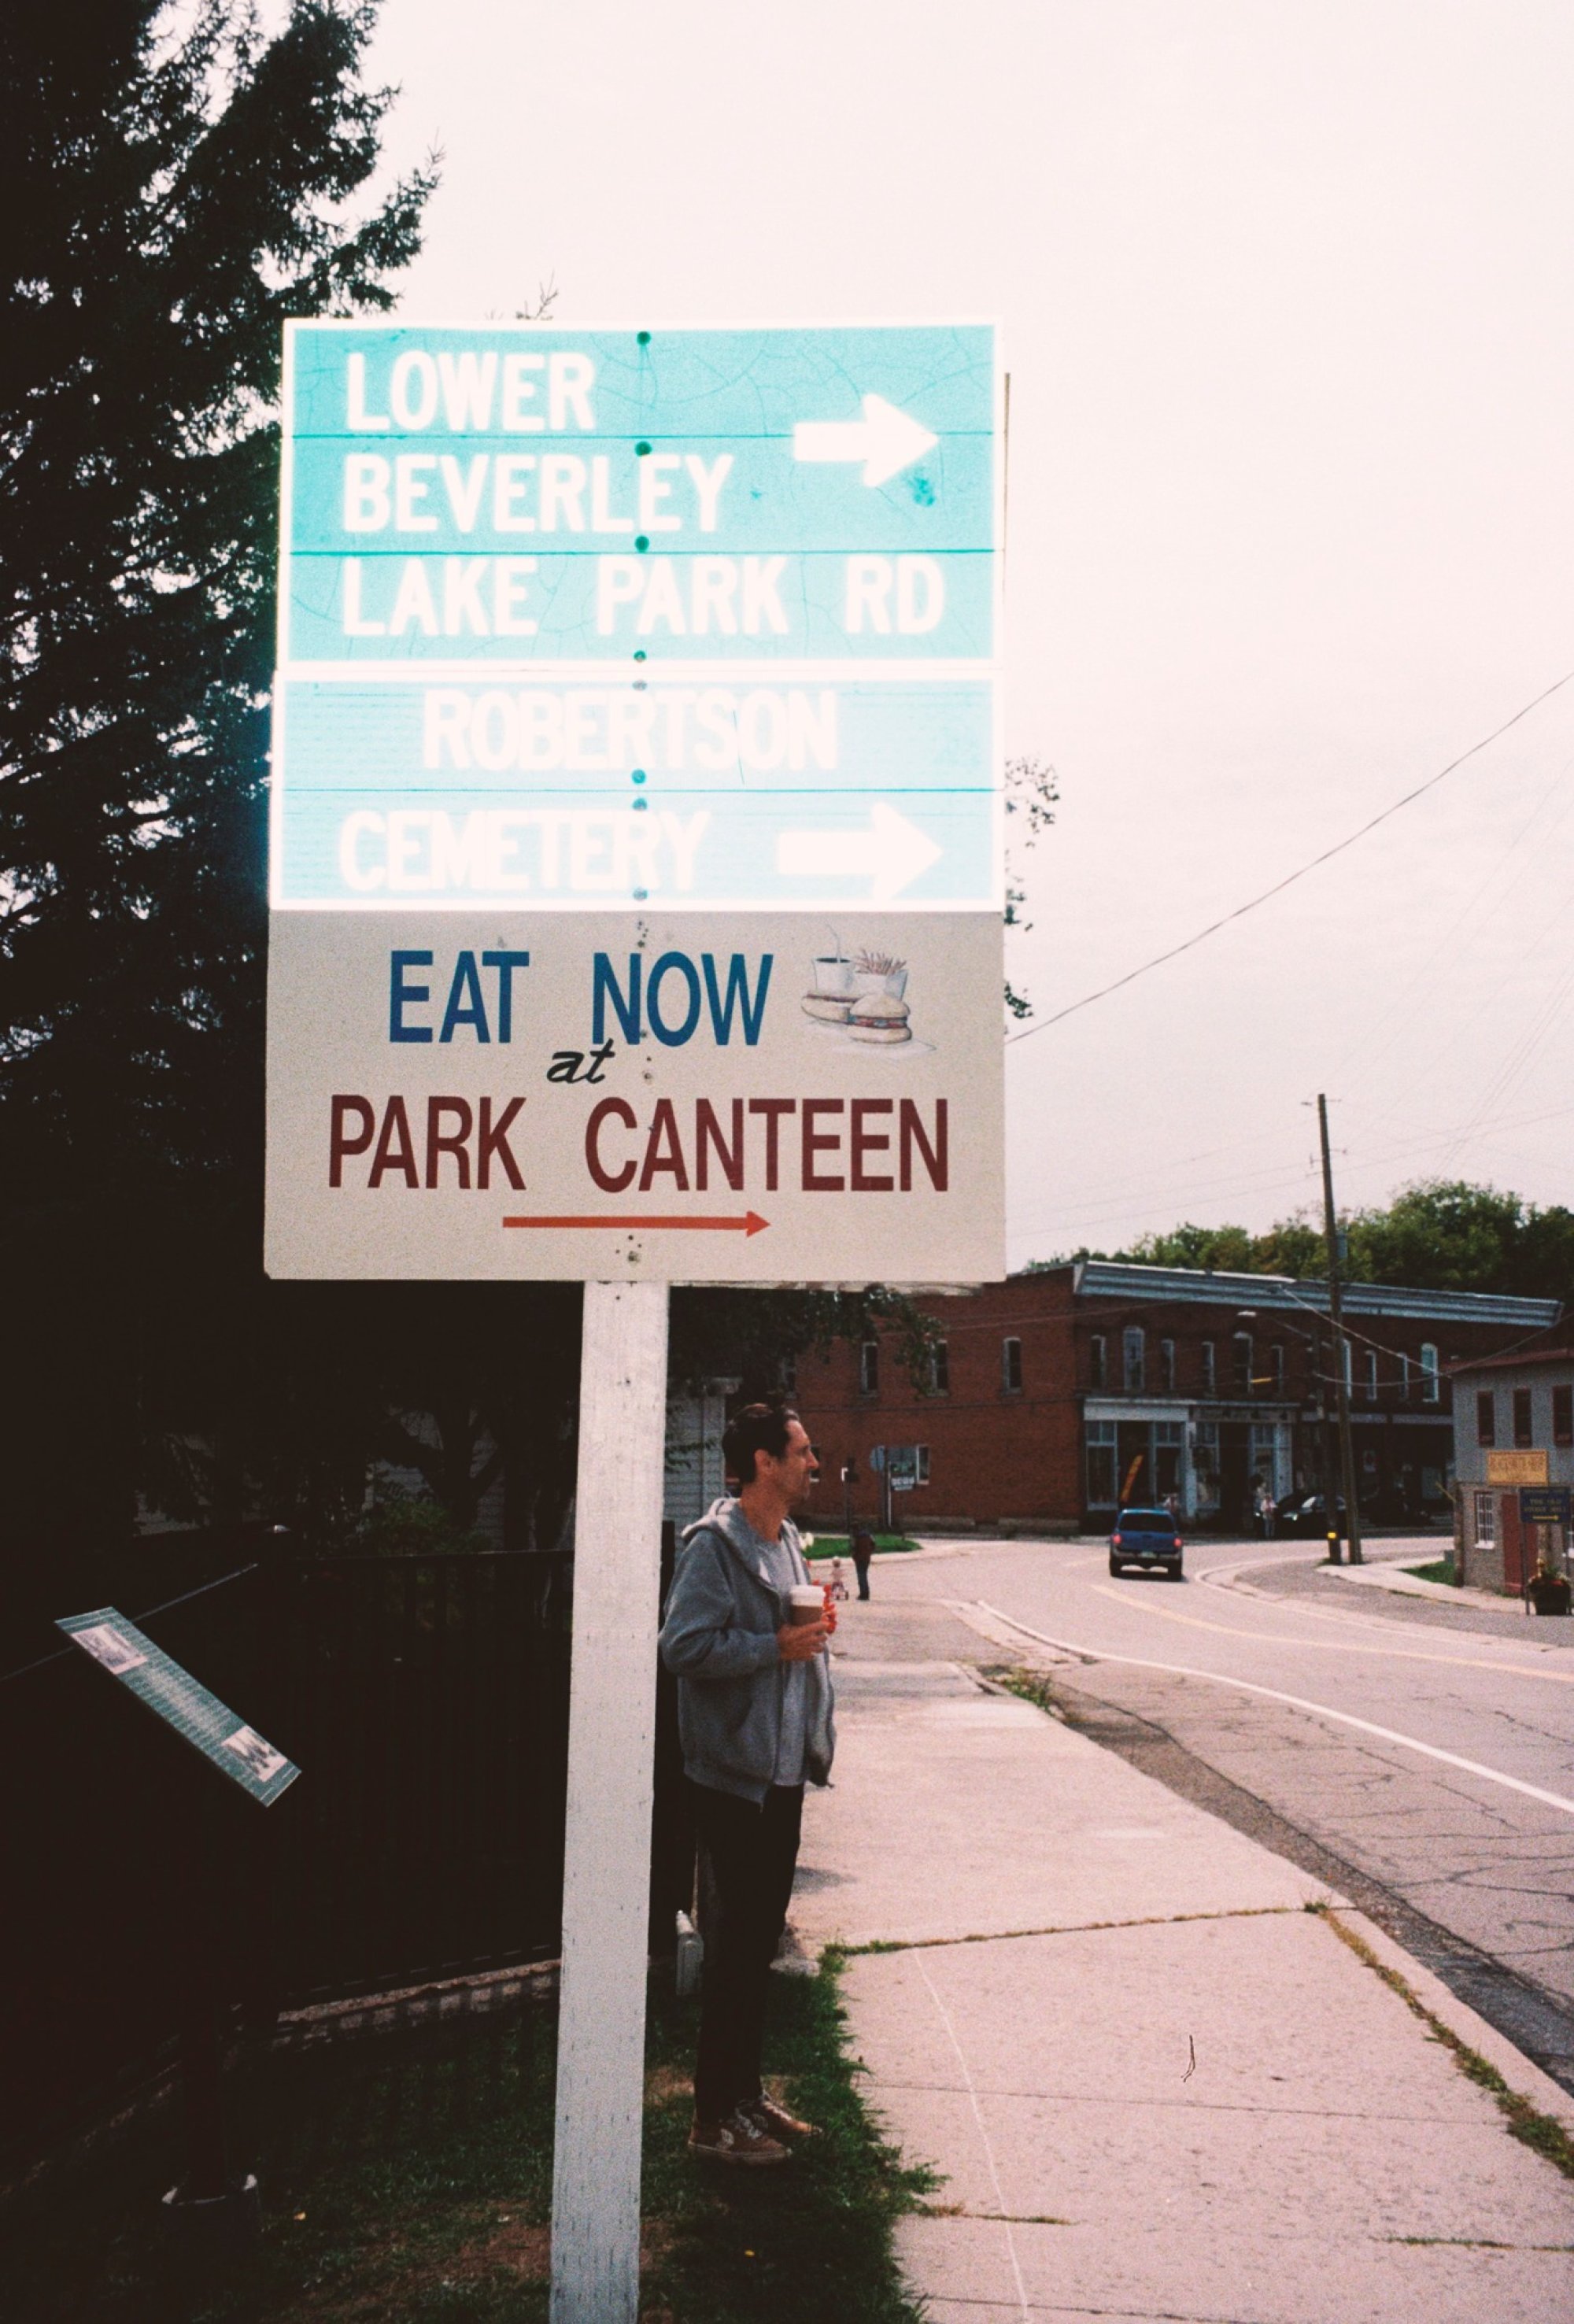 LOWER
BEVERLEY
LAKE PARK RD
ROBERTSON
CEMETERY
EAT NOW
at
PARK CANTEEN